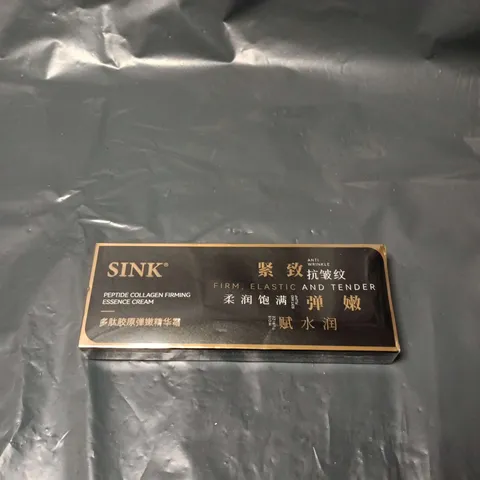 SINK®
PEPTIDE COLLAGEN FIRMING
ESSENCE CREAM
多肽胶原弹嫩精华霜
紧致
ANTI
WRINKLE
抗皱纹
FIRM, ELASTIC AND TENDER
柔润饱满
弹嫩
赋水润